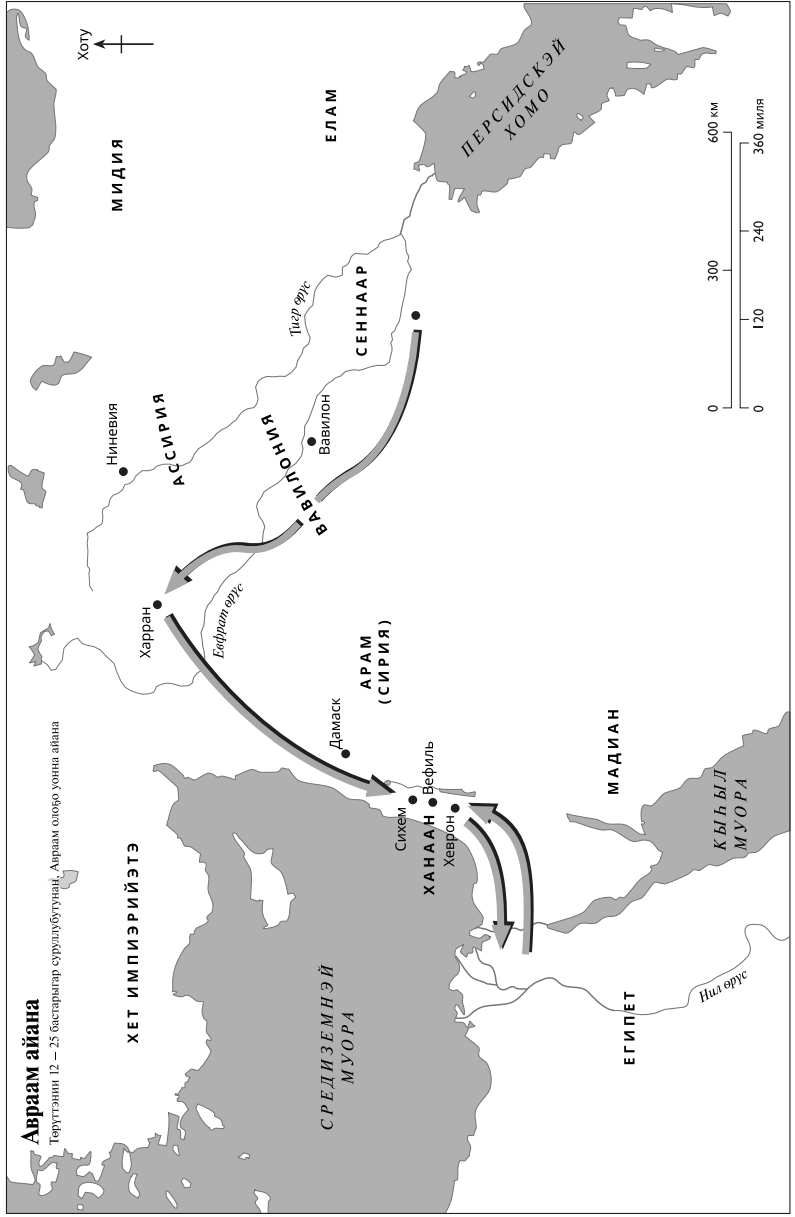 Авраам айана
Төрүттэнии 12 – 25 бастарыгар суруллубутунан, Авраам олоҕо уонна айана
Хоту
ХЕТ ИМПИЭРИЙЭТЭ
МИДИЯ
Харран
Ниневия
АССИРИЯ
Евфрат өрүс
Тигр өрүс
ВАВИЛОНИЯ
Вавилон
СЕННААР
ЕЛАМ
СРЕДИЗЕМНЭЙ
МУОРА
Дамаск
АРАМ
(СИРИЯ)
Сихем
Вефиль
ХАНААН
Хеврон
ПЕРСИДСКЭЙ
ХОМО
МАДИАН
ЕГИПЕТ
Нил өрүс
КЫҺЫЛ
МУОРА
0 300 600 км
0 120 240 360 миля